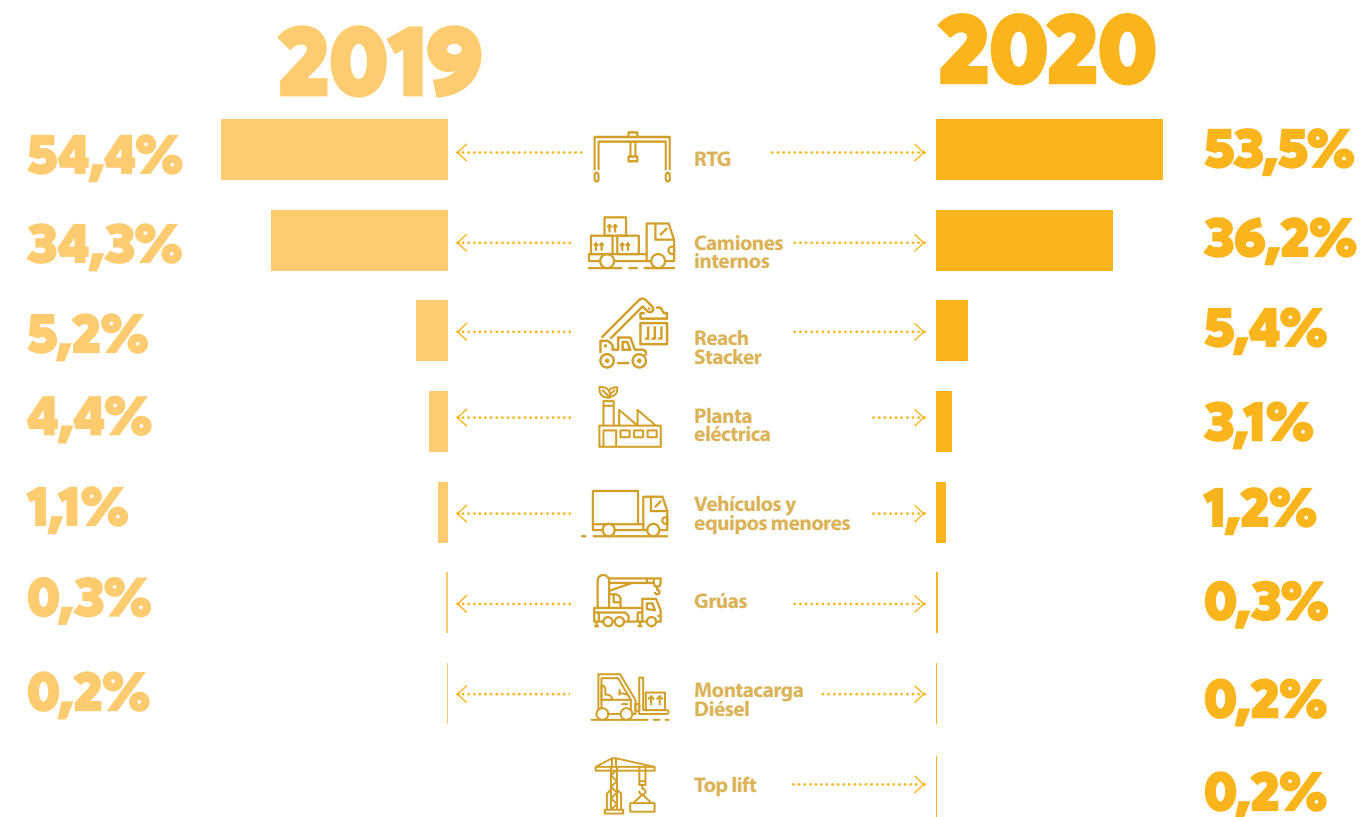 2019
2020
54,4%
RTG
53,5%
34,3%
Camiones
internos
36,2%
5,2%
Reach
Stacker
5,4%
4,4%
Planta
eléctrica
3,1%
1,1%
Vehículos y
equipos menores
1,2%
0,3%
Grúas
0,3%
0,2%
Montacarga
Diésel
0,2%
Top lift
0,2%